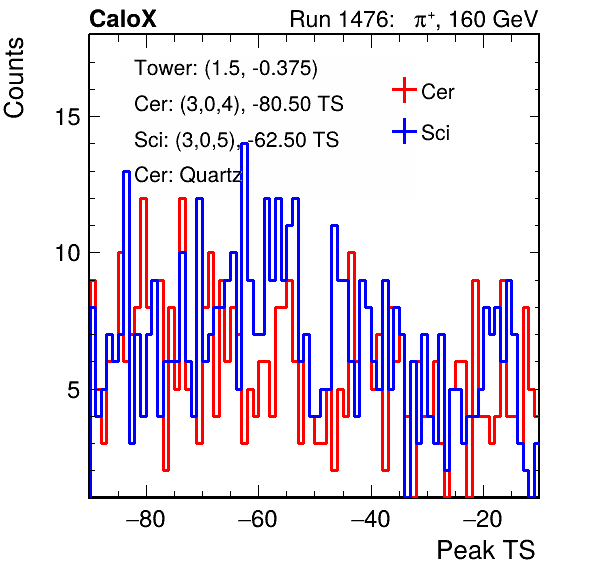 CaloX Run 1476: π⁺, 160 GeV
Counts
Tower: (1.5, -0.375)
Cer: (3,0,4), -80.50 TS
Sci: (3,0,5), -62.50 TS
Cer: Quartz
Cer
Sci
15
10
5
−80 −60 −40 −20
Peak TS